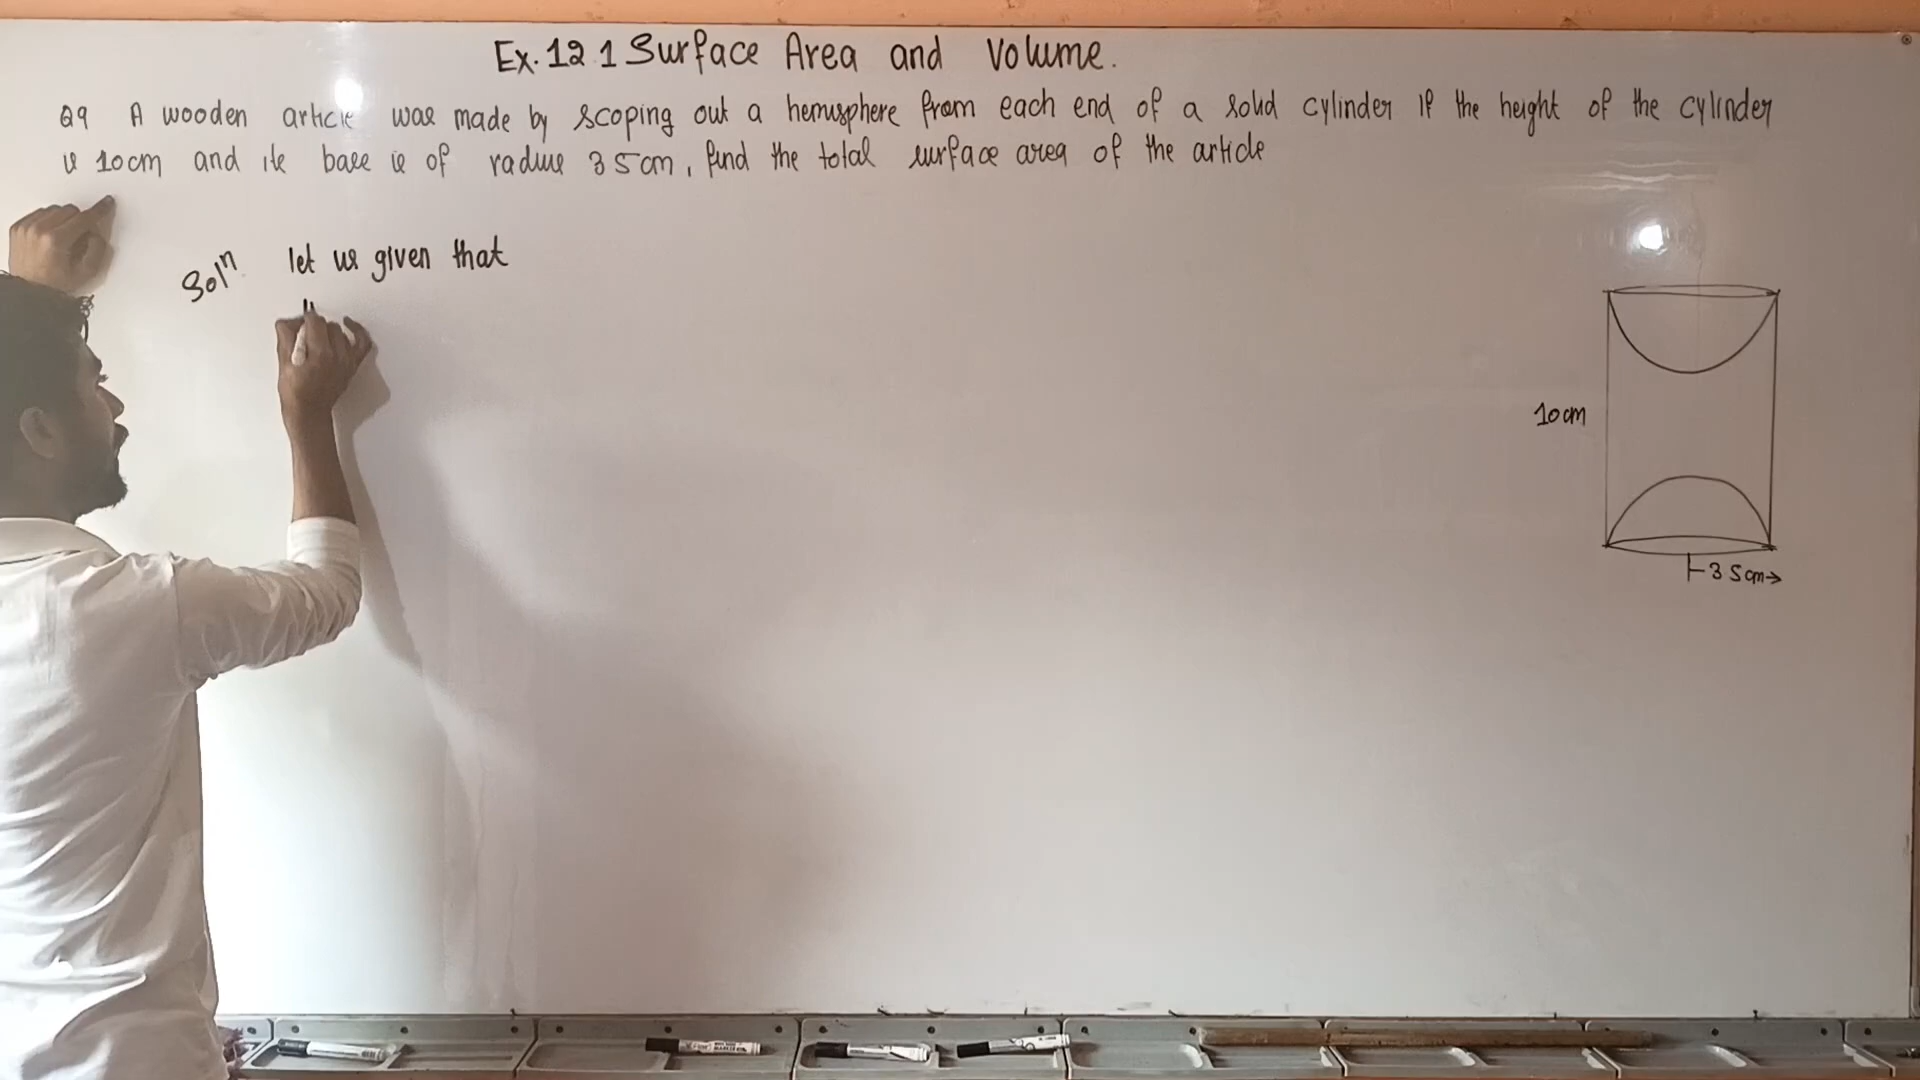 Ex. 12.1 Surface Area and Volume.
Q9 A wooden article was made by scoping out a hemisphere from each end of a solid cylinder If the height of the cylinder
is 10cm and its base is of radius 3.5cm, find the total surface area of the article
Solⁿ. let us given that
10cm
3.5cm